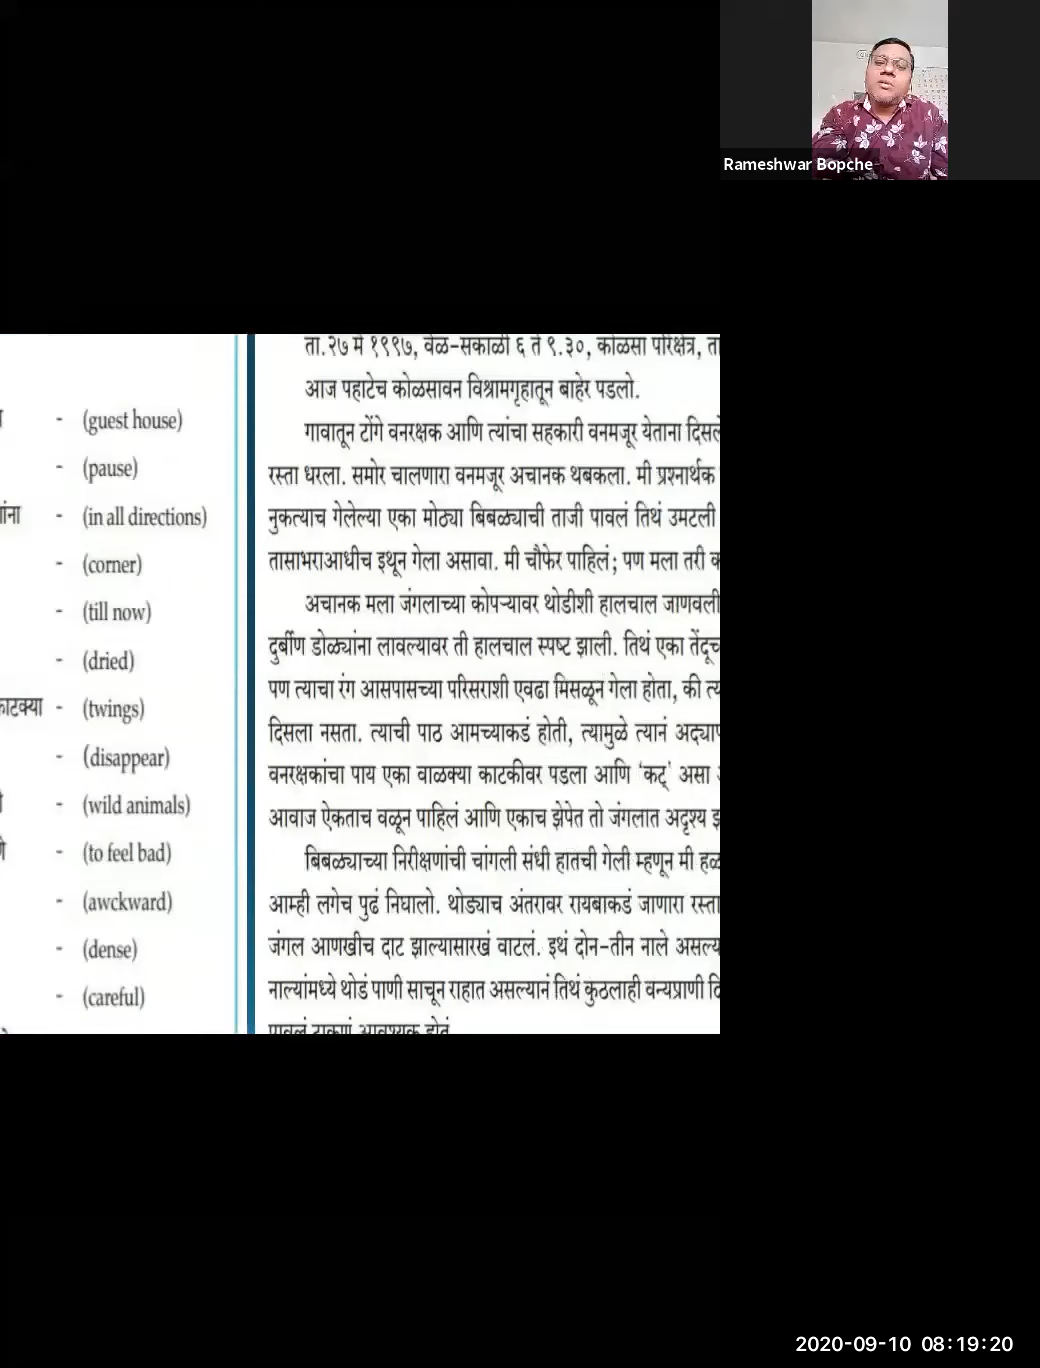 Rameshwar Bopche
- (guest house)
- (pause)
- (in all directions)
- (corner)
- (till now)
- (dried)
- (twings)
- (disappear)
- (wild animals)
- (to feel bad)
- (awckward)
- (dense)
- (careful)
ता.२७ मे १९९७, वेळ-सकाळी ६ ते ९.३०, कोळसा परिक्षेत्र,
आज पहाटेच कोळसावन विश्रामगृहातून बाहेर पडलो.
गावातून टोंगे वनरक्षक आणि त्यांचा सहकारी वनमजूर येताना
रस्ता धरला. समोर चालणारा वनमजूर अचानक थबकला. मी प्रश्नार्थक
नुकत्याच गेलेल्या एका मोठ्या बिबळ्याची ताजी पावलं तिथं उमटली
तासाभराआधीच इथून गेला असावा. मी चौफेर पाहिलं; पण मला तरी
अचानक मला जंगलाच्या कोपऱ्यावर थोडीशी हालचाल जाणवली
दुर्बीण डोळ्यांना लावल्यावर ती हालचाल स्पष्ट झाली. तिथं एका
पण त्याचा रंग आसपासच्या परिसराशी एवढा मिसळून गेला होता, की
दिसला नसता. त्याची पाठ आमच्याकडं होती, त्यामुळे त्यानं
वनरक्षकांचा पाय एका वाळक्या काटकीवर पडला आणि ‘कट्’ असा
आवाज ऐकताच वळून पाहिलं आणि एकाच झेपेत तो जंगलात अदृश्य
बिबळ्याच्या निरीक्षणांची चांगली संधी हातची गेली म्हणून मी
आम्ही लगेच पुढं निघालो. थोड्याच अंतरावर रायबाकडं जाणारा रस्ता
जंगल आणखीच दाट झाल्यासारखं वाटलं. इथं दोन-तीन नाले
नाल्यांमध्ये थोडं पाणी साचून राहात असल्यानं तिथं कुठलाही वन्यप्राणी
पावलं टाकणं आवश्यक होतं
2020-09-10 08:19:20